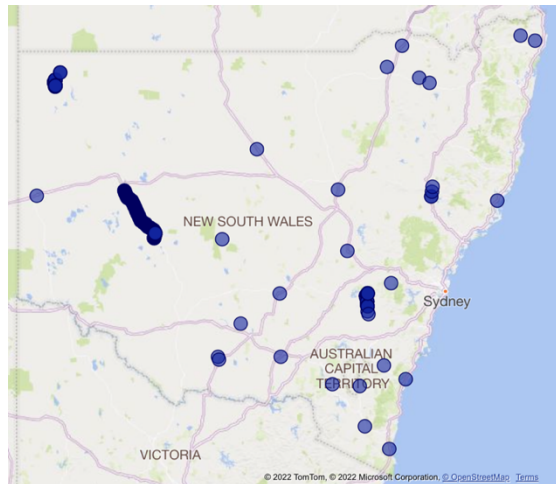 NEW SOUTH WALES
Sydney
AUSTRALIAN
CAPITAL
TERRITORY
VICTORIA
© 2022 TomTom, © 2022 Microsoft Corporation, © OpenStreetMap Terms